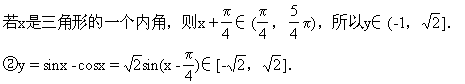 若x是三角形的一个内角，则x+π/4∈(π/4，5/4 π)，所以y∈(-1，√2].
②y=sinx-cosx=√2sin(x-π/4)∈[-√2，√2].